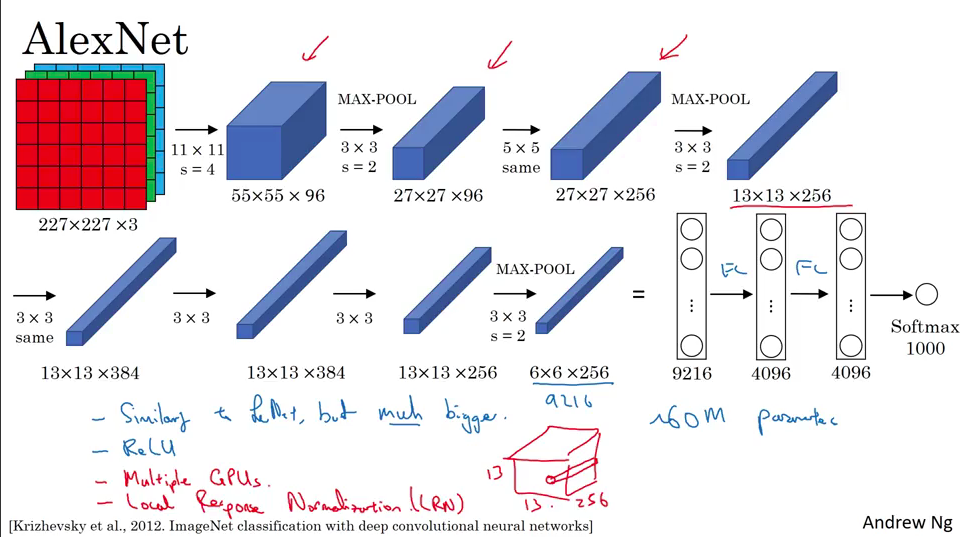 AlexNet
227×227 ×3
11 × 11
s = 4
55×55 × 96
MAX-POOL
3 × 3
s = 2
27×27 ×96
5 × 5
same
27×27 ×256
MAX-POOL
3 × 3
s = 2
13×13 ×256
3 × 3
same
13×13 ×384
3 × 3
13×13 ×384
3 × 3
13×13 ×256
MAX-POOL
3 × 3
s = 2
6×6 ×256
9216
=
9216
FC
4096
FC
4096
Softmax
1000
- Similar to LeNet, but much bigger.
- ReLU
- Multiple GPUs.
- Local Response Normalization (LRN)
13
13
256
~60M parameters
[Krizhevsky et al., 2012. ImageNet classification with deep convolutional neural networks]
Andrew Ng